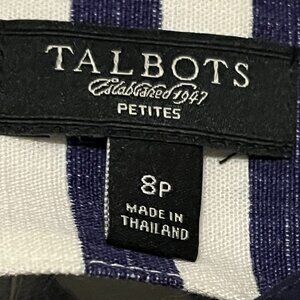 TALBOTS
Established 1947
PETITES
8P
MADE IN
THAILAND